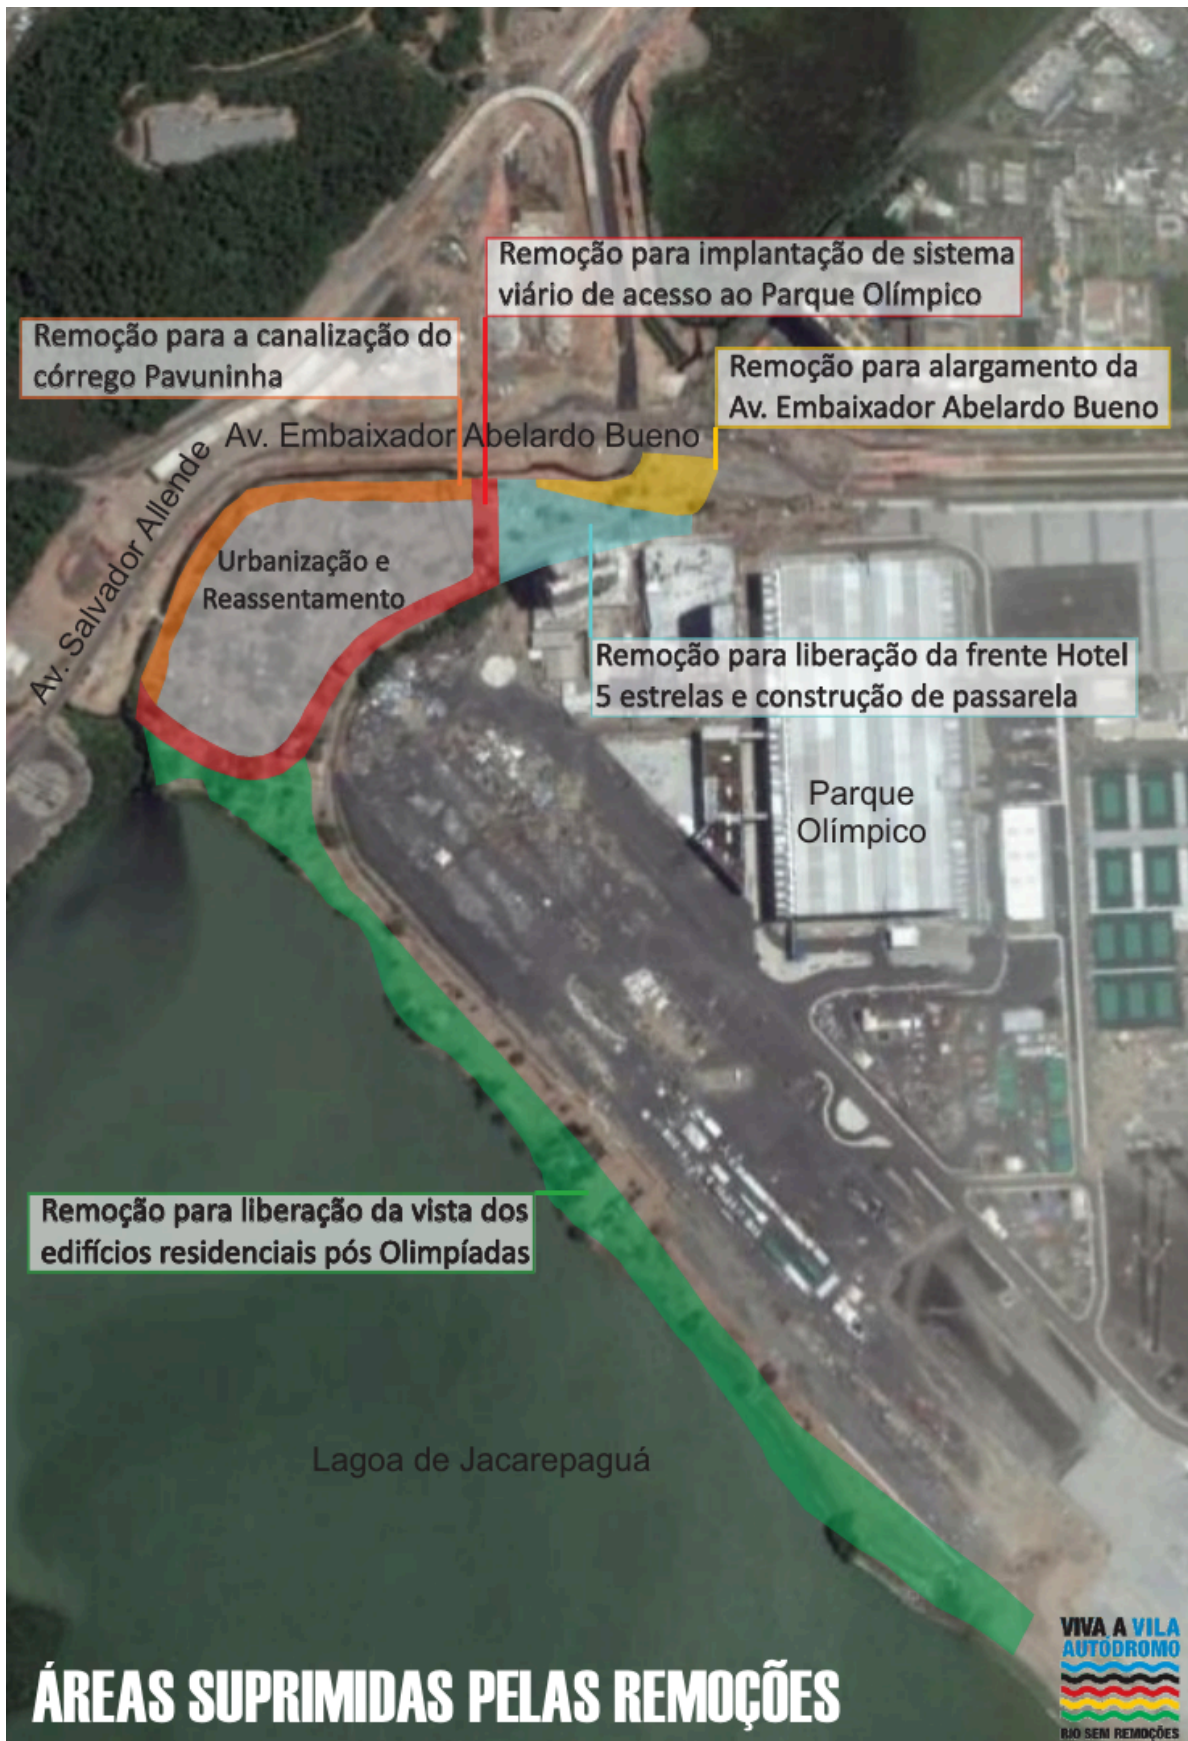 Remoção para implantação de sistema
viário de acesso ao Parque Olímpico
Remoção para a canalização do
córrego Pavuninha
Remoção para alargamento da
Av. Embaixador Abelardo Bueno
Av. Embaixador Abelardo Bueno
Av. Salvador Allende
Urbanização e
Reassentamento
Remoção para liberação da frente Hotel
5 estrelas e construção de passarela
Parque
Olímpico
Remoção para liberação da vista dos
edifícios residenciais pós Olimpíadas
Lagoa de Jacarepaguá
ÁREAS SUPRIMIDAS PELAS REMOÇÕES
VIVA A VILA
AUTÓDROMO
RIO SEM REMOÇÕES